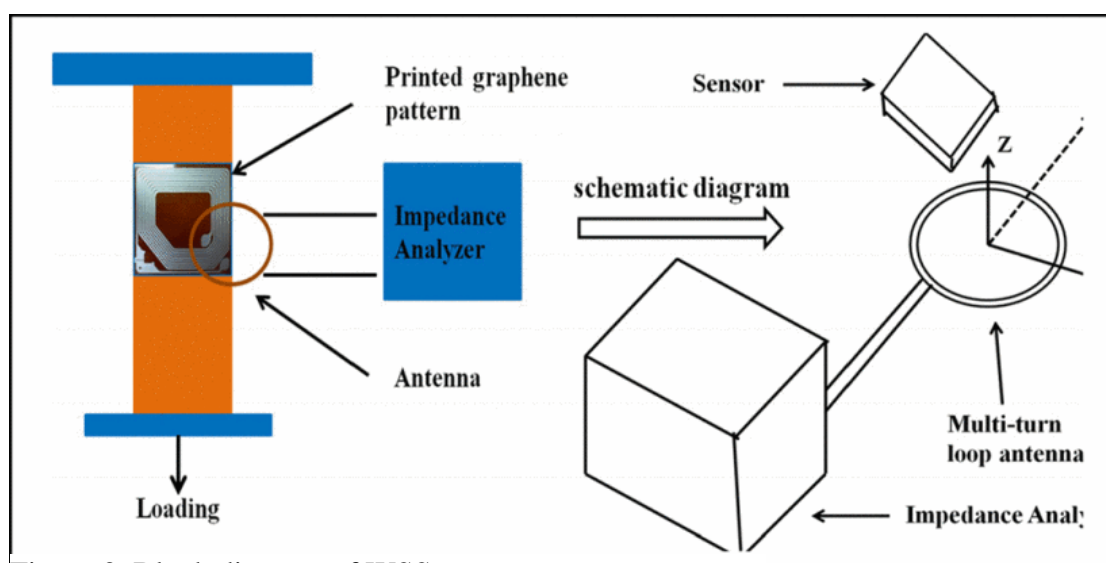 Printed graphene
pattern
Impedance
Analyzer
Antenna
Loading
schematic diagram
Sensor
Z
Multi-turn
loop antenna
Impedance Analy